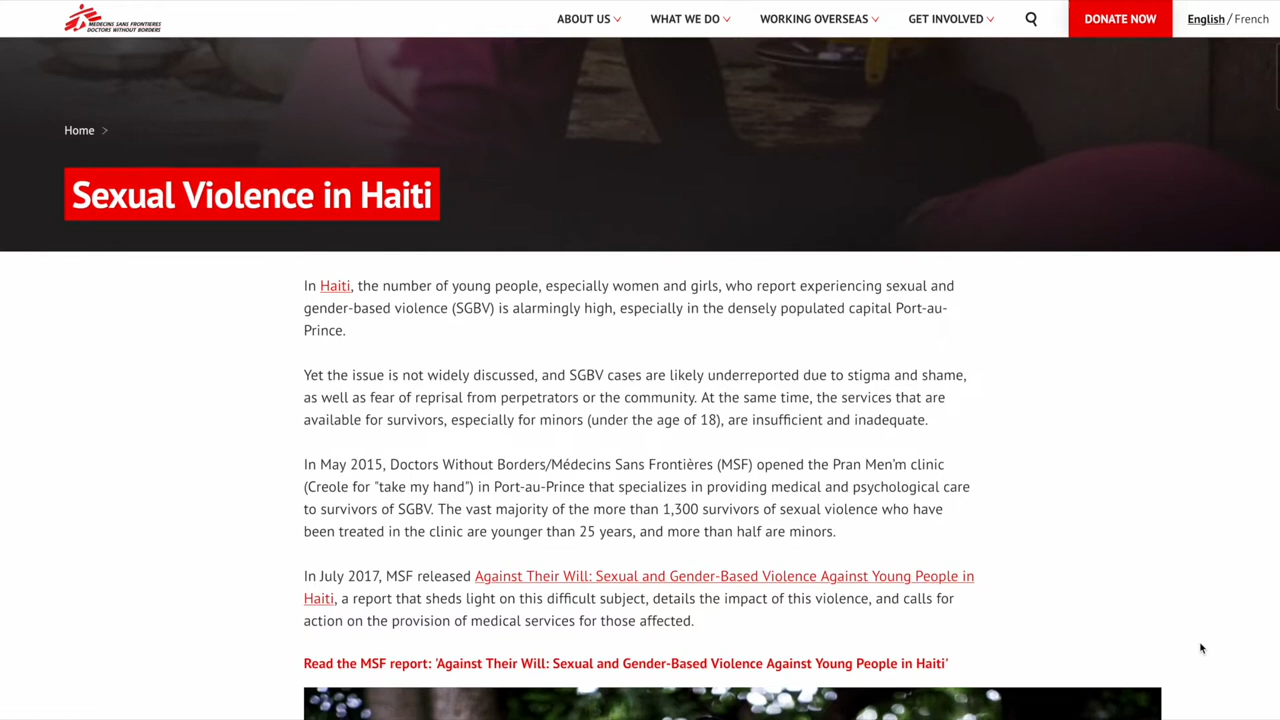 MEDECINS SANS FRONTIERES
DOCTORS WITHOUT BORDERS
ABOUT US
WHAT WE DO
WORKING OVERSEAS
GET INVOLVED
DONATE NOW
English / French
Home >
Sexual Violence in Haiti
In Haiti, the number of young people, especially women and girls, who report experiencing sexual and
gender-based violence (SGBV) is alarmingly high, especially in the densely populated capital Port-au-
Prince.
Yet the issue is not widely discussed, and SGBV cases are likely underreported due to stigma and shame,
as well as fear of reprisal from perpetrators or the community. At the same time, the services that are
available for survivors, especially for minors (under the age of 18), are insufficient and inadequate.
In May 2015, Doctors Without Borders/Médecins Sans Frontières (MSF) opened the Pran Men’m clinic
(Creole for "take my hand") in Port-au-Prince that specializes in providing medical and psychological care
to survivors of SGBV. The vast majority of the more than 1,300 survivors of sexual violence who have
been treated in the clinic are younger than 25 years, and more than half are minors.
In July 2017, MSF released Against Their Will: Sexual and Gender-Based Violence Against Young People in
Haiti, a report that sheds light on this difficult subject, details the impact of this violence, and calls for
action on the provision of medical services for those affected.
Read the MSF report: 'Against Their Will: Sexual and Gender-Based Violence Against Young People in Haiti'